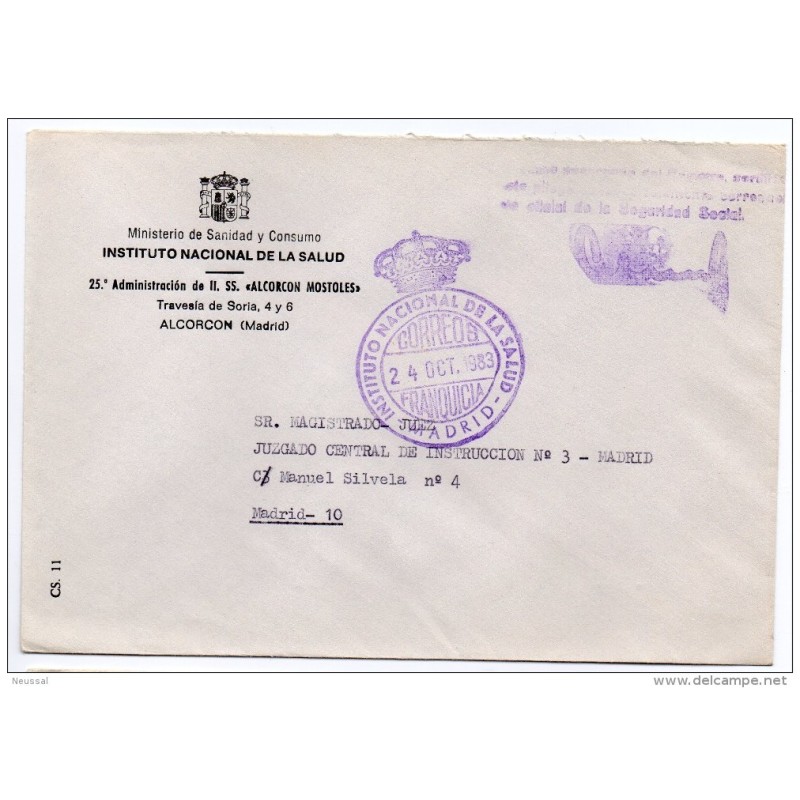 Ministerio de Sanidad y Consumo
INSTITUTO NACIONAL DE LA SALUD
25.ª Administración de II. SS. «ALCORCON MOSTOLES»
Travesía de Soria, 4 y 6
ALCORCON (Madrid)
oficial de la Seguridad Social.
INSTITUTO NACIONAL DE LA SALUD - MADRID -
CORREOS
24 OCT. 1983
FRANQUICIA
SR. MAGISTRADO- JUEZ
JUZGADO CENTRAL DE INSTRUCCION Nº 3 - MADRID
C/ Manuel Silvela nº 4
Madrid- 10
CS. 11
Neussal
www.delcampe.net